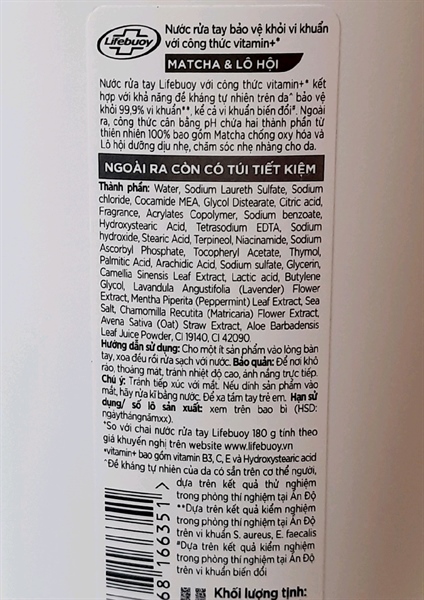 Lifebuoy
Nước rửa tay bảo vệ khỏi vi khuẩn
với công thức vitamin+*
MATCHA & LÔ HỘI
Nước rửa tay Lifebuoy với công thức vitamin+* kết
hợp với khả năng đề kháng tự nhiên trên da^ bảo vệ
khỏi 99,9% vi khuẩn**, kể cả vi khuẩn biến đổi#. Ngoài
ra, công thức cân bằng pH chứa hai thành phần từ
thiên nhiên 100% bao gồm Matcha chống oxy hóa và
Lô hội dưỡng dịu nhẹ, chăm sóc nhẹ nhàng cho da.
NGOÀI RA CÒN CÓ TÚI TIẾT KIỆM
Thành phần: Water, Sodium Laureth Sulfate, Sodium
chloride, Cocamide MEA, Glycol Distearate, Citric acid,
Fragrance, Acrylates Copolymer, Sodium benzoate,
Hydroxystearic Acid, Tetrasodium EDTA, Sodium
hydroxide, Stearic Acid, Terpineol, Niacinamide, Sodium
Ascorbyl Phosphate, Tocopheryl Acetate, Thymol,
Palmitic Acid, Arachidic Acid, Sodium sulfate, Glycerin,
Camellia Sinensis Leaf Extract, Lactic acid, Butylene
Glycol, Lavandula Angustifolia (Lavender) Flower
Extract, Mentha Piperita (Peppermint) Leaf Extract, Sea
Salt, Chamomilla Recutita (Matricaria) Flower Extract,
Avena Sativa (Oat) Straw Extract, Aloe Barbadensis
Leaf Juice Powder, CI 19140, CI 42090.
Hướng dẫn sử dụng: Cho một ít sản phẩm vào lòng bàn
tay, xoa đều rồi rửa sạch với nước. Bảo quản: Để nơi khô
ráo, thoáng mát, tránh nhiệt độ cao, ánh nắng trực tiếp.
Chú ý: Tránh tiếp xúc với mắt. Nếu dính sản phẩm vào
mắt, hãy rửa kĩ bằng nước. Để xa tầm tay trẻ em. Hạn sử
dụng/ số lô sản xuất: xem trên bao bì (HSD:
ngàythángnămxx).
*So với chai nước rửa tay Lifebuoy 180 g tính theo
giá khuyến nghị trên website www.lifebuoy.vn
*vitamin+ bao gồm vitamin B3, C, E và Hydroxystearic acid
^Đề kháng tự nhiên của da có sẵn trên cơ thể người,
dựa trên kết quả thử nghiệm
trong phòng thí nghiệm tại Ấn Độ
**Dựa trên kết quả kiểm nghiệm
trong phòng thí nghiệm tại Ấn Độ
trên vi khuẩn S. aureus, E. faecalis
#Dựa trên kết quả kiểm nghiệm
trong phòng thí nghiệm tại Ấn Độ
trên vi khuẩn biến đổi
68 166351
Khối lượng tịnh: